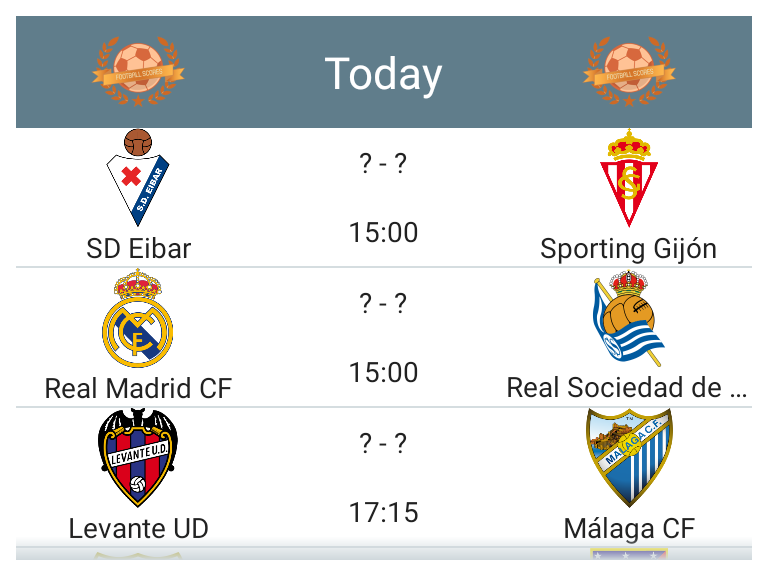 FOOTBALL SCORES
Today
FOOTBALL SCORES
S.D. EIBAR
? - ?
15:00
SD Eibar
Sporting Gijón
? - ?
15:00
Real Madrid CF
Real Sociedad de ...
LEVANTE U.D.
? - ?
MALAGA C.F.
17:15
Levante UD
Málaga CF